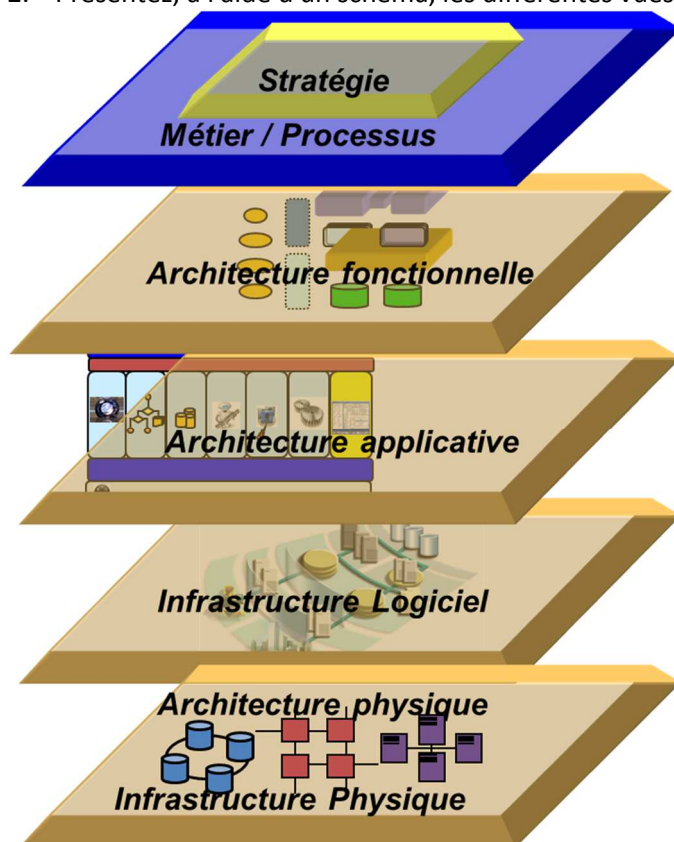 Présentez, à l'aide d'un schéma, les différentes vues
Stratégie
Métier / Processus
Architecture fonctionnelle
Architecture applicative
Infrastructure Logiciel
Architecture physique
Infrastructure Physique